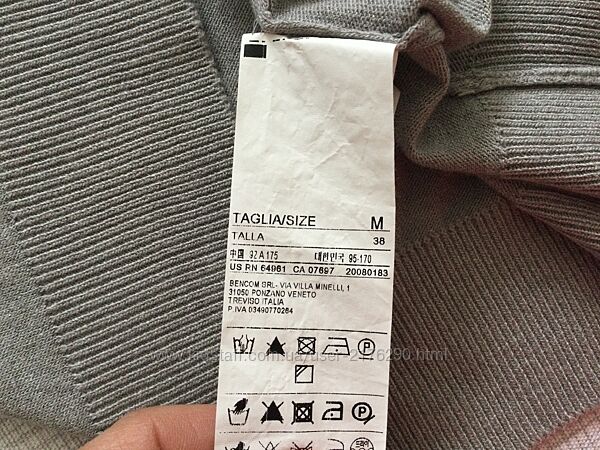 TAGLIA/SIZE M
TALLA 38
中国 92 A 175 대한민국 95-170
US RN 64961 CA 07697 20080183
BENCOM SRL- VIA VILLA MINELLI, 1
31050 PONZANO VENETO
TREVISO ITALIA
P.IVA 03490770264
P
P